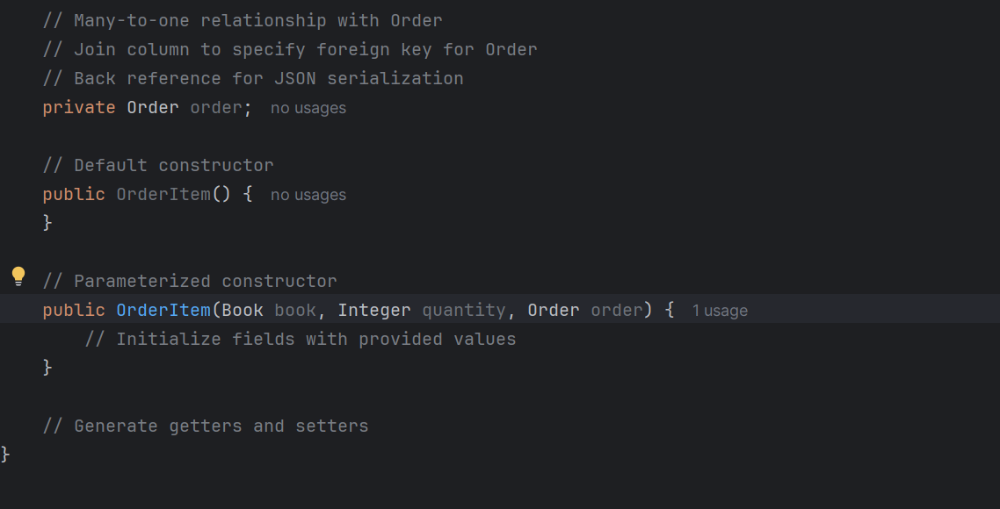 // Many-to-one relationship with Order
// Join column to specify foreign key for Order
// Back reference for JSON serialization
private Order order; no usages
// Default constructor
public OrderItem() { no usages
}
// Parameterized constructor
public OrderItem(Book book, Integer quantity, Order order) { 1 usage
// Initialize fields with provided values
}
// Generate getters and setters
}